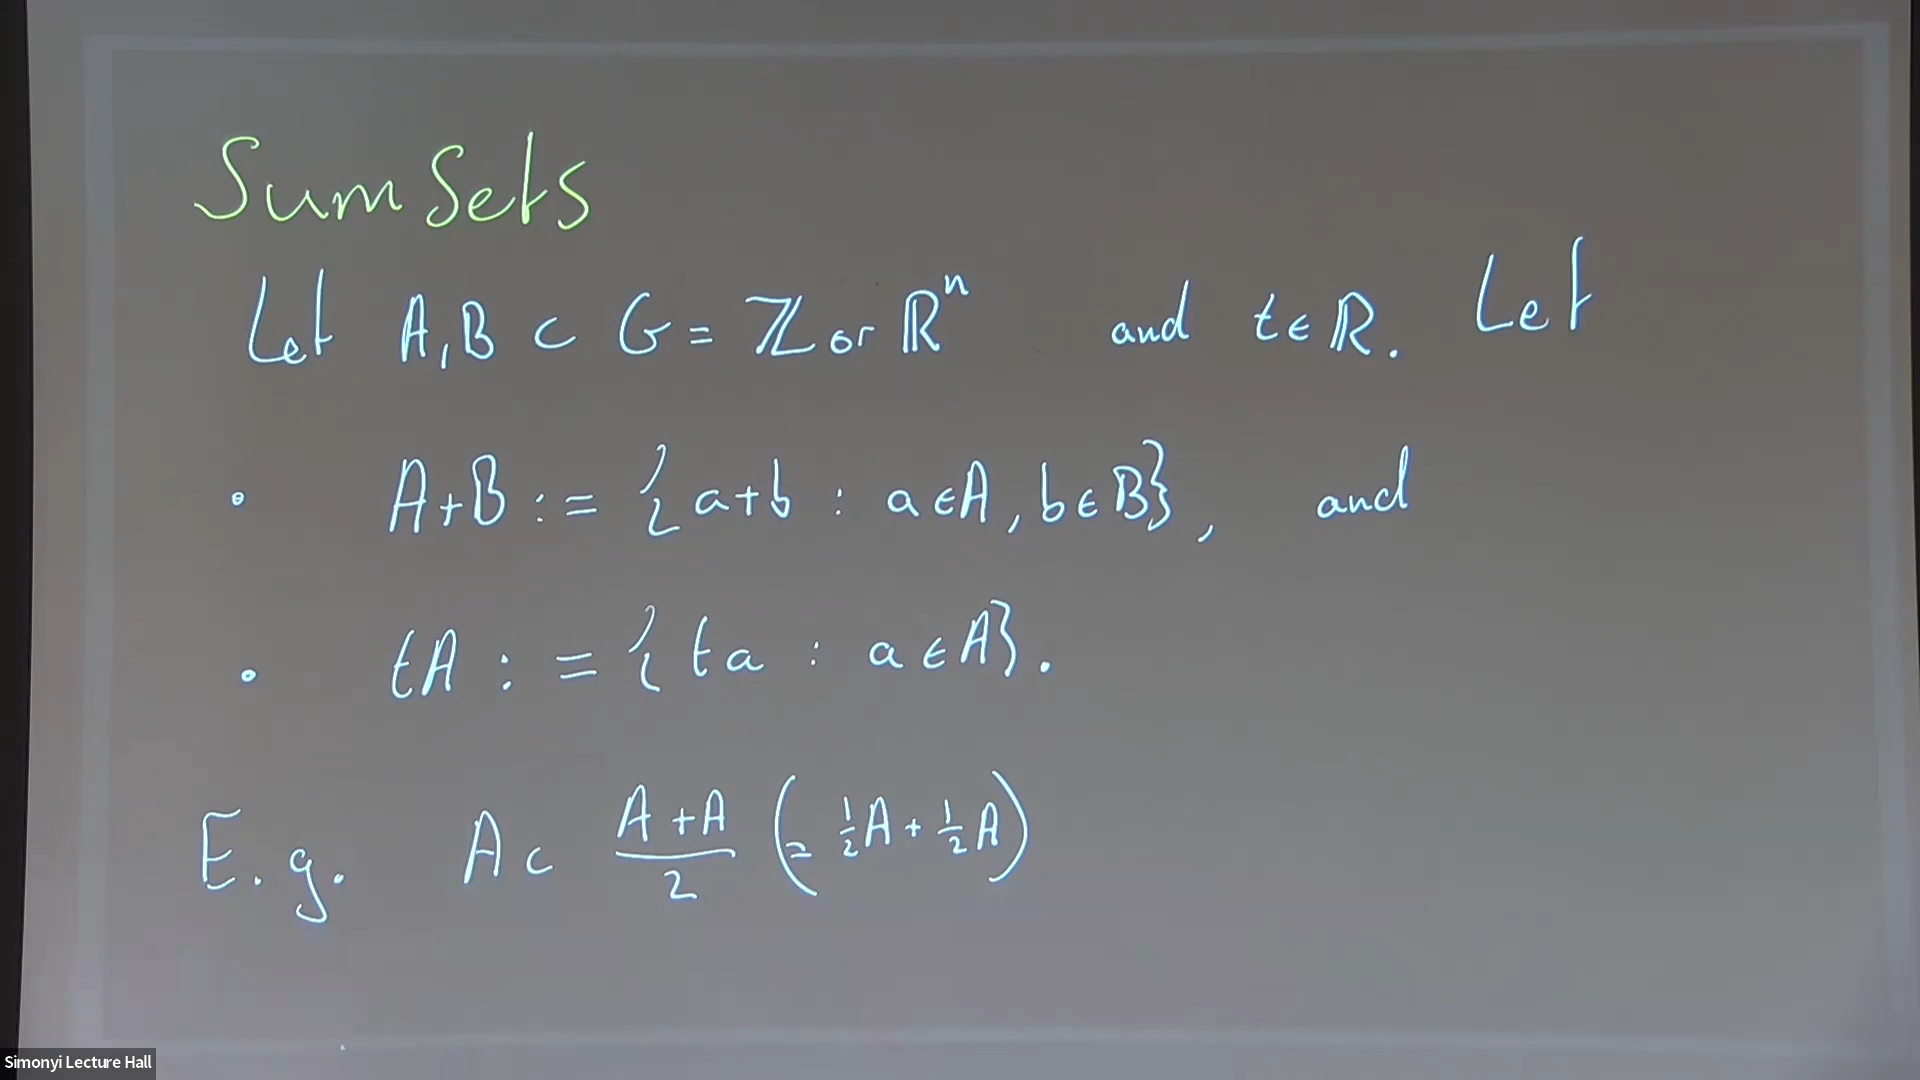 Sum Sets
Let A, B ⊂ G = ℤ or ℝⁿ and t ∈ ℝ. Let
• A+B := {a+b : a ∈ A, b ∈ B}, and
• tA := {ta : a ∈ A}.
E.g. A ⊂ (A+A)/2 (= ½A + ½A)
Simonyi Lecture Hall